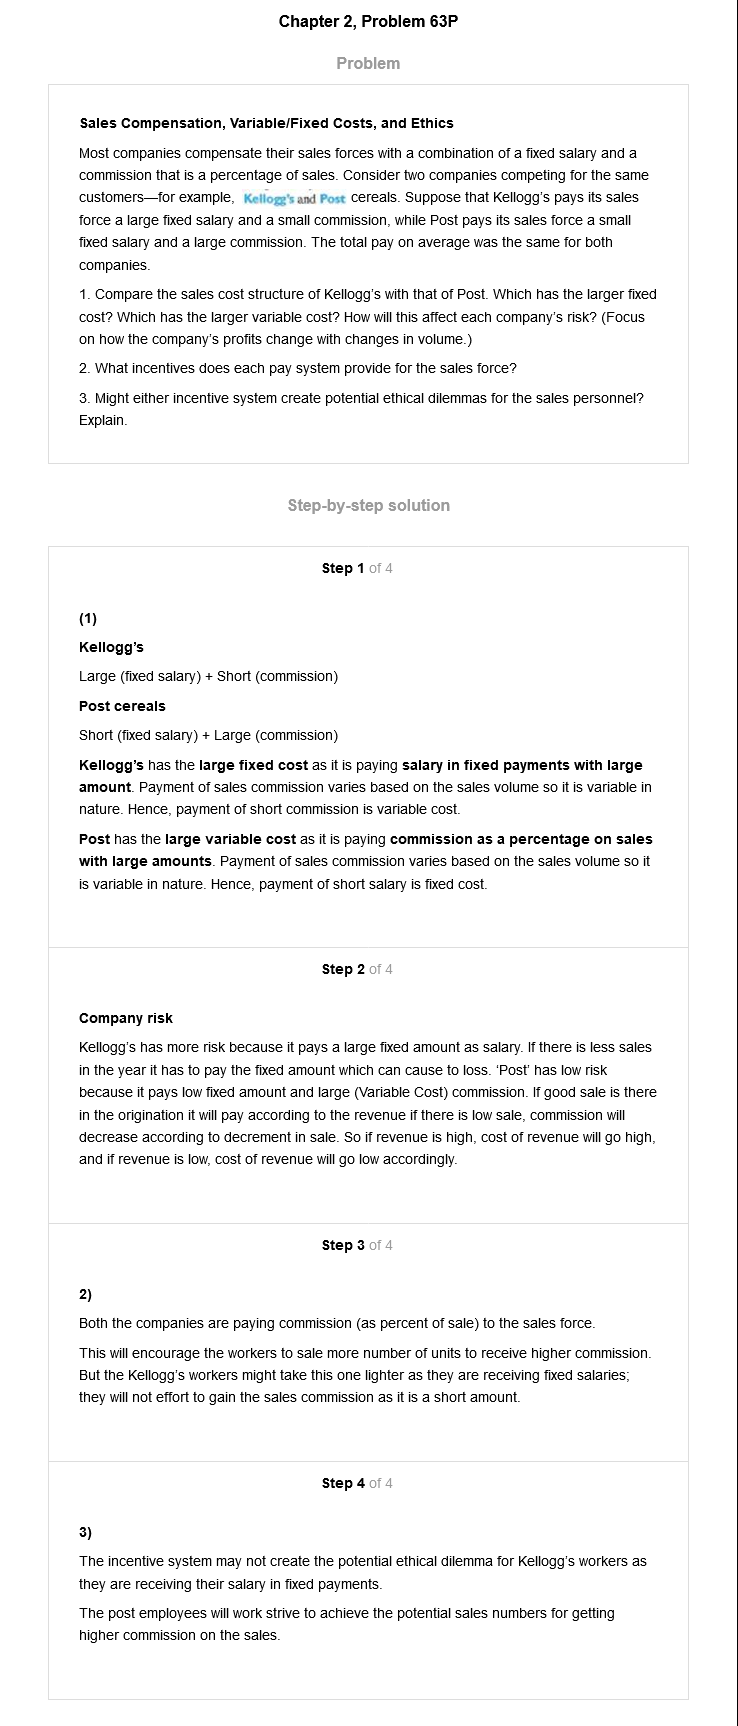 Chapter 2, Problem 63P
Problem
Sales Compensation, Variable/Fixed Costs, and Ethics
Most companies compensate their sales forces with a combination of a fixed salary and a
commission that is a percentage of sales. Consider two companies competing for the same
customers—for example, Kellogg's and Post cereals. Suppose that Kellogg's pays its sales
force a large fixed salary and a small commission, while Post pays its sales force a small
fixed salary and a large commission. The total pay on average was the same for both
companies.
1. Compare the sales cost structure of Kellogg's with that of Post. Which has the larger fixed
cost? Which has the larger variable cost? How will this affect each company's risk? (Focus
on how the company's profits change with changes in volume.)
2. What incentives does each pay system provide for the sales force?
3. Might either incentive system create potential ethical dilemmas for the sales personnel?
Explain.
Step-by-step solution
Step 1 of 4
(1)
Kellogg's
Large (fixed salary) + Short (commission)
Post cereals
Short (fixed salary) + Large (commission)
Kellogg's has the large fixed cost as it is paying salary in fixed payments with large
amount. Payment of sales commission varies based on the sales volume so it is variable in
nature. Hence, payment of short commission is variable cost.
Post has the large variable cost as it is paying commission as a percentage on sales
with large amounts. Payment of sales commission varies based on the sales volume so it
is variable in nature. Hence, payment of short salary is fixed cost.
Step 2 of 4
Company risk
Kellogg's has more risk because it pays a large fixed amount as salary. If there is less sales
in the year it has to pay the fixed amount which can cause to loss. 'Post' has low risk
because it pays low fixed amount and large (Variable Cost) commission. If good sale is there
in the origination it will pay according to the revenue if there is low sale, commission will
decrease according to decrement in sale. So if revenue is high, cost of revenue will go high,
and if revenue is low, cost of revenue will go low accordingly.
Step 3 of 4
2)
Both the companies are paying commission (as percent of sale) to the sales force.
This will encourage the workers to sale more number of units to receive higher commission.
But the Kellogg's workers might take this one lighter as they are receiving fixed salaries;
they will not effort to gain the sales commission as it is a short amount.
Step 4 of 4
3)
The incentive system may not create the potential ethical dilemma for Kellogg's workers as
they are receiving their salary in fixed payments.
The post employees will work strive to achieve the potential sales numbers for getting
higher commission on the sales.